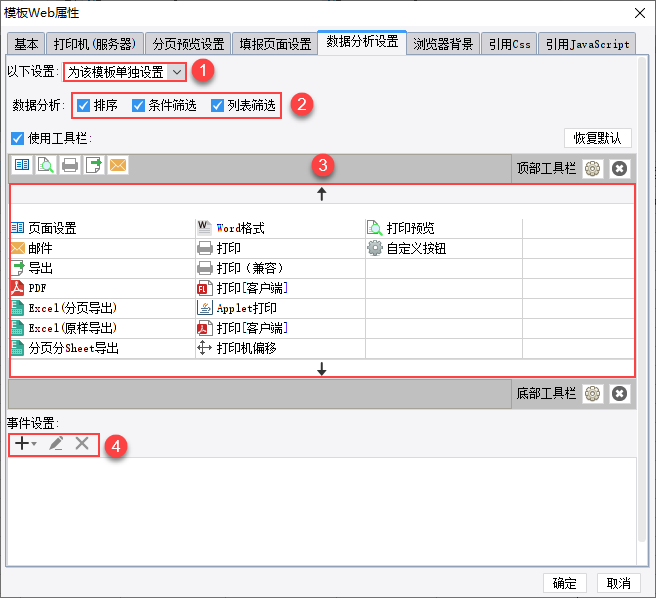 模板Web属性
基本 打印机(服务器) 分页预览设置 填报页面设置 数据分析设置 浏览器背景 引用Css 引用JavaScript
以下设置: 为该模板单独设置 1
数据分析: 排序 条件筛选 列表筛选 2
使用工具栏: 恢复默认
3 顶部工具栏
页面设置 Word格式 打印预览
邮件 打印 自定义按钮
导出 打印（兼容）
PDF 打印[客户端]
Excel(分页导出) Applet打印
Excel(原样导出) 打印[客户端]
分页分Sheet导出 打印机偏移
底部工具栏
事件设置:
4
确定 取消